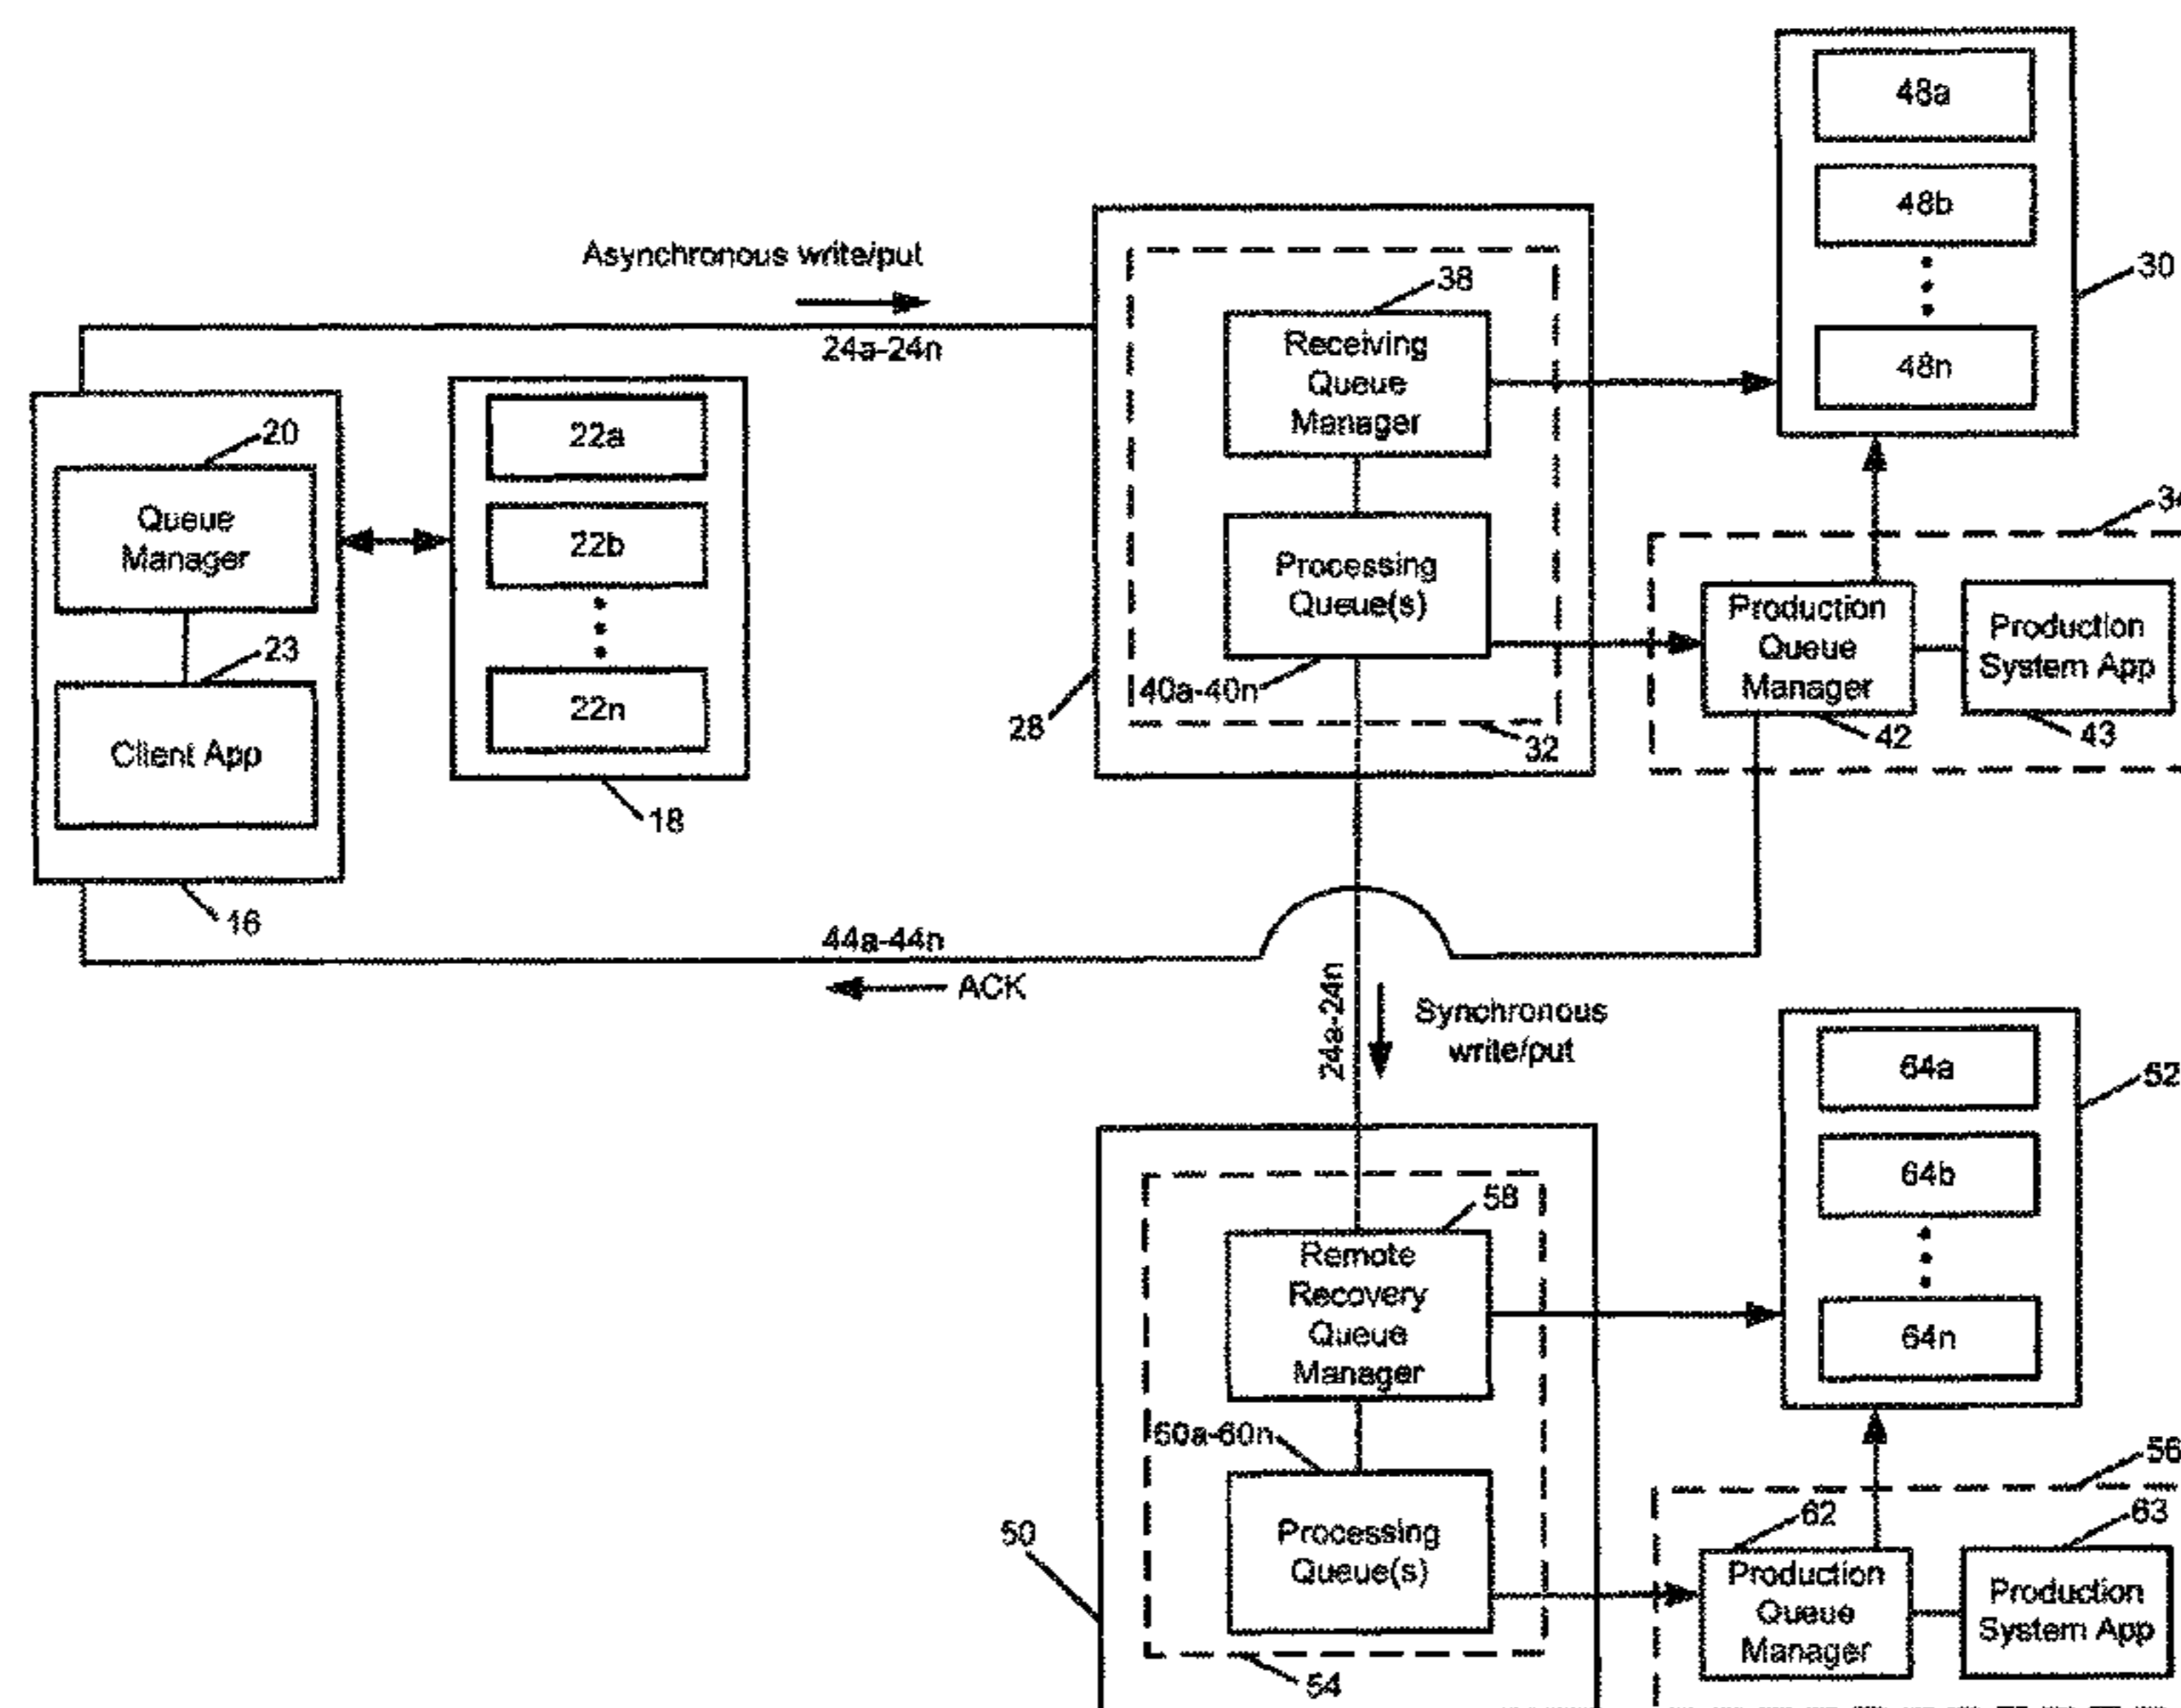 48a
48b
30
48n
Asynchronous write/put
24a-24n
38
Receiving
Queue
Manager
Processing
Queue(s)
40a-40n
28
32
20
Queue
Manager
23
Client App
16
22a
22b
22n
18
Production
Queue
Manager
42
Production
System App
43
44a-44n
ACK
24a-24n
Synchronous
write/put
64a
52
64b
64n
58
Remote
Recovery
Queue
Manager
60a-60n
Processing
Queue(s)
50
54
56
62
63
Production
Queue
Manager
Production
System App